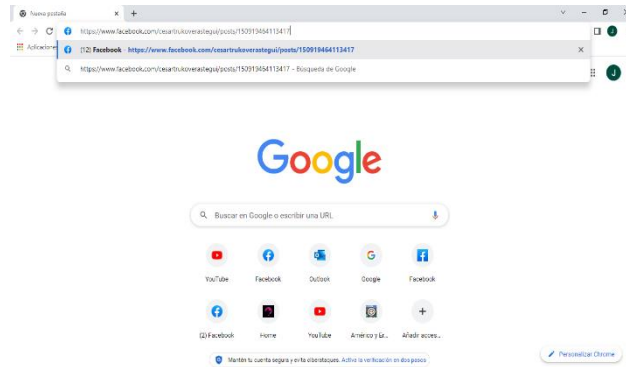 Nueva pestaña
https://www.facebook.com/cesartrukoverastegui/posts/150919464113417
Aplicaciones
(12) Facebook - https://www.facebook.com/cesartrukoverastegui/posts/150919464113417
https://www.facebook.com/cesartrukoverastegui/posts/150919464113417 - Búsqueda de Google
J
J
Google
Buscar en Google o escribir una URL
YouTube Facebook Outlook Google Facebook
(2) Facebook Home YouTube Américo y Ex... Añadir acces...
Mantén tu cuenta segura y evita ciberataques. Activa la verificación en dos pasos
Personalizar Chrome